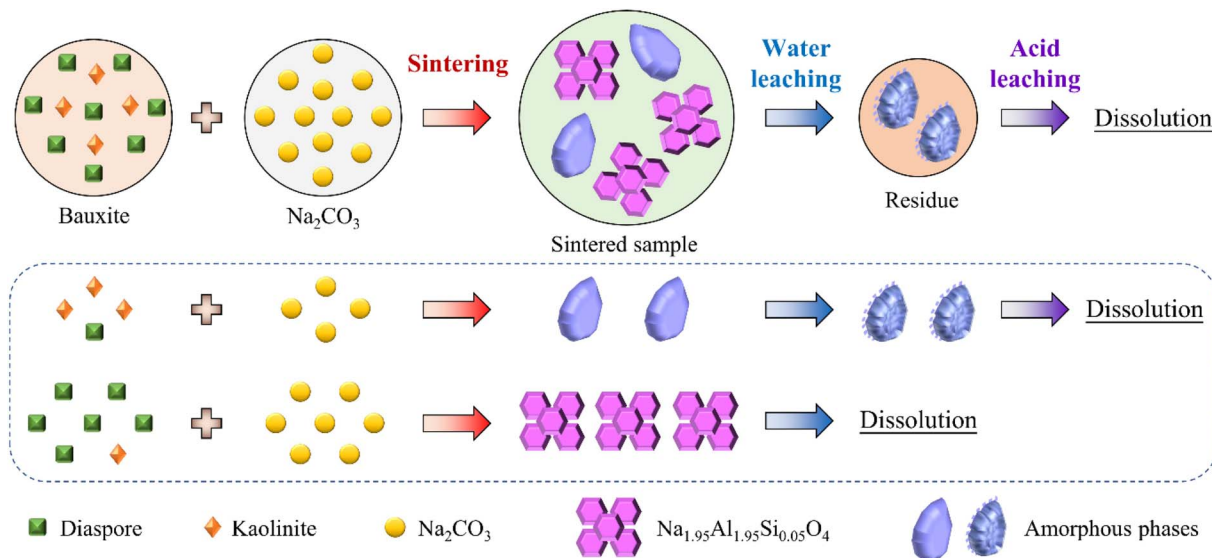 Sintering
Water
leaching
Acid
leaching
Dissolution
Bauxite
Na₂CO₃
Sintered sample
Residue
Dissolution
Dissolution
Diaspore
Kaolinite
Na₂CO₃
Na₁.₉₅Al₁.₉₅Si₀.₀₅O₄
Amorphous phases